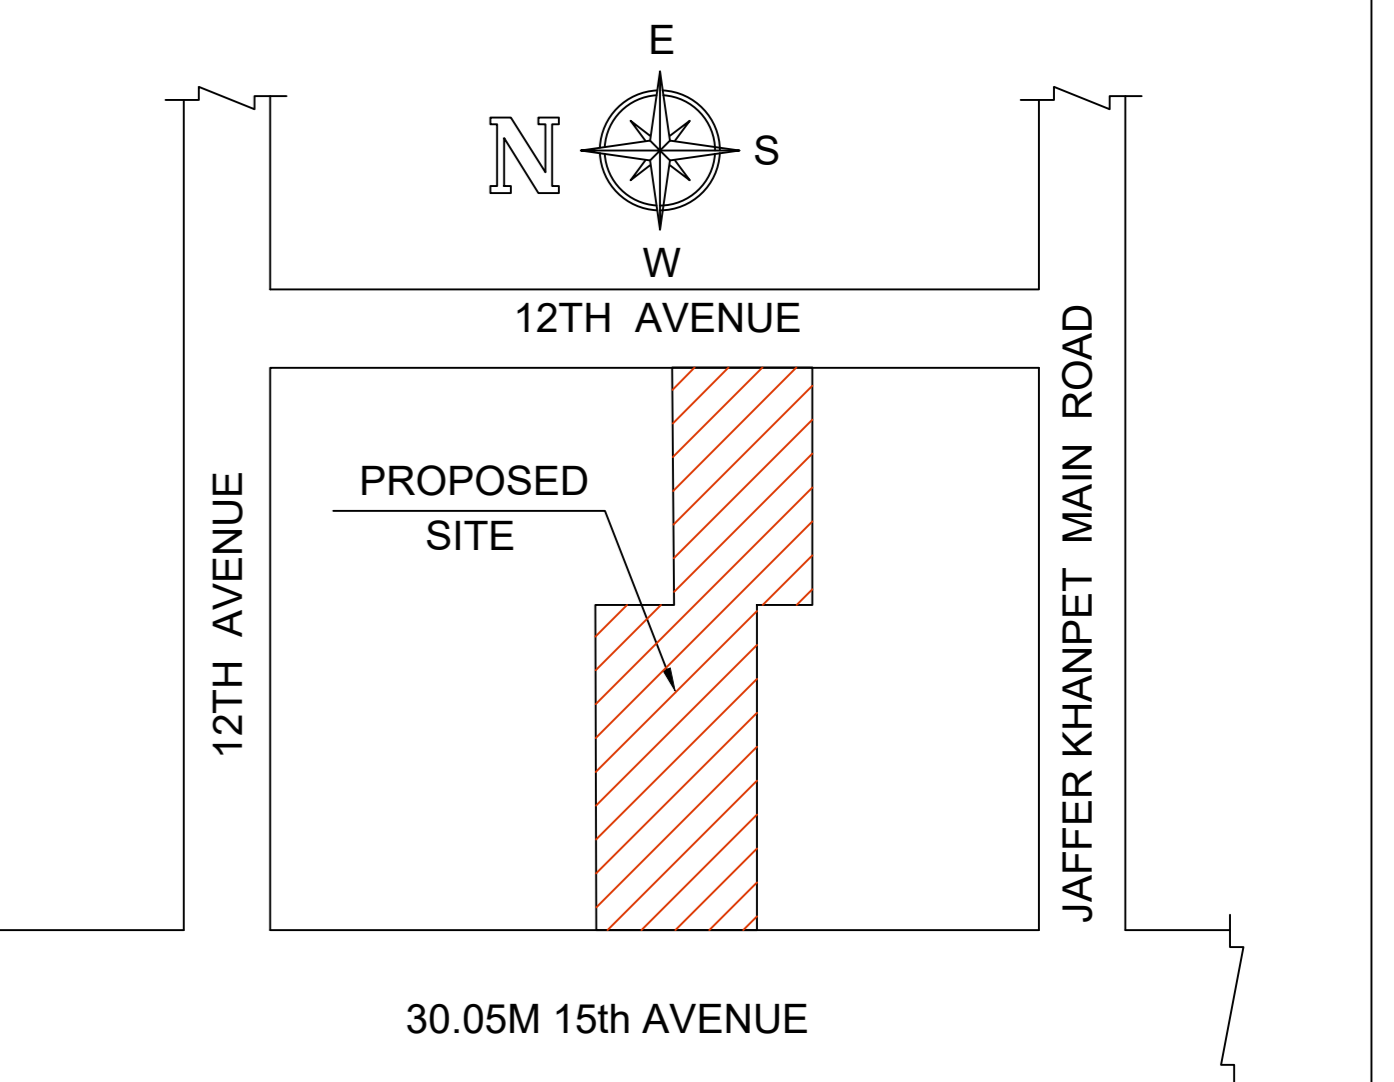 E
N
S
W
12TH AVENUE
PROPOSED
SITE
12TH AVENUE
JAFFER KHANPET MAIN ROAD
30.05M 15th AVENUE